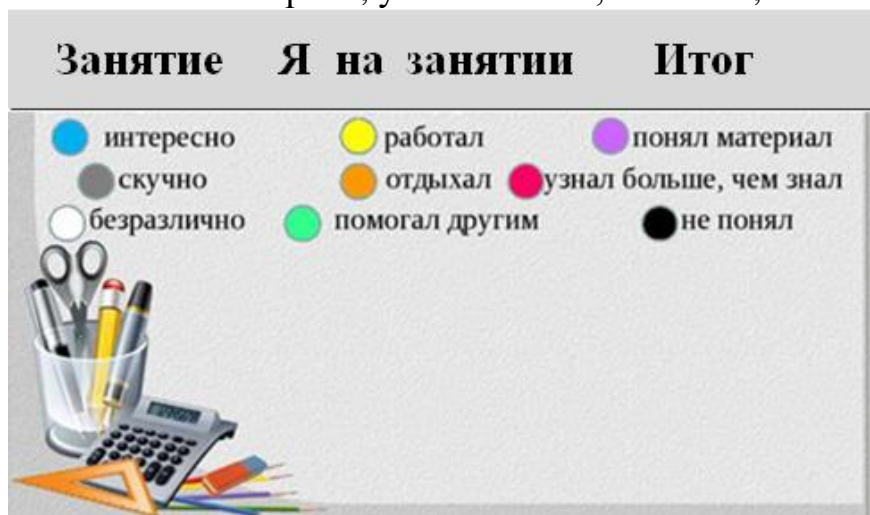 Занятие Я на занятии Итог
интересно работал понял материал
скучно отдыхал узнал больше, чем знал
безразлично помогал другим не понял